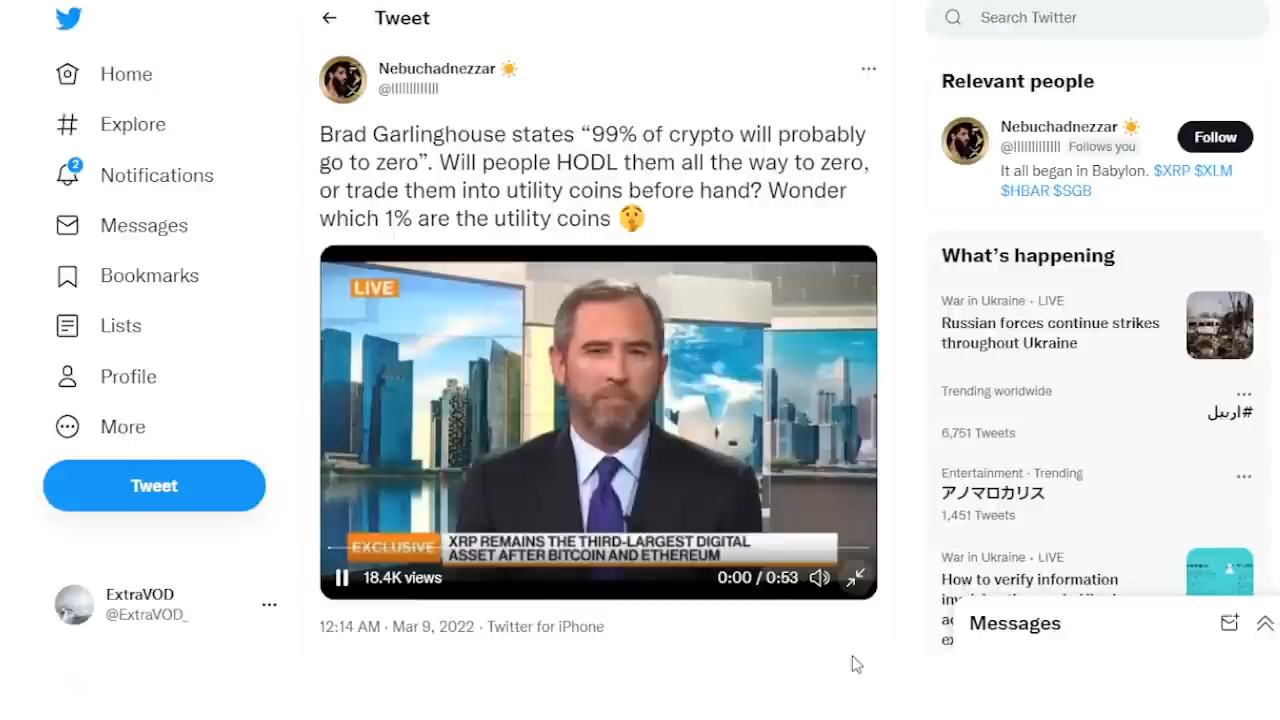 Home
Explore
2
Notifications
Messages
Bookmarks
Lists
Profile
More
Tweet
ExtraVOD
@ExtraVOD_
Tweet
Nebuchadnezzar
Brad Garlinghouse states “99% of crypto will probably
go to zero”. Will people HODL them all the way to zero,
or trade them into utility coins before hand? Wonder
which 1% are the utility coins
LIVE
EXCLUSIVE
XRP REMAINS THE THIRD-LARGEST DIGITAL
ASSET AFTER BITCOIN AND ETHEREUM
18.4K views
0:00 / 0:53
12:14 AM · Mar 9, 2022 · Twitter for iPhone
Search Twitter
Relevant people
Nebuchadnezzar
Follows you
Follow
It all began in Babylon. $XRP $XLM
$HBAR $SGB
What’s happening
War in Ukraine · LIVE
Russian forces continue strikes
throughout Ukraine
Trending worldwide
#اربيل
6,751 Tweets
Entertainment · Trending
アノマロカリス
1,451 Tweets
War in Ukraine · LIVE
How to verify information
Messages